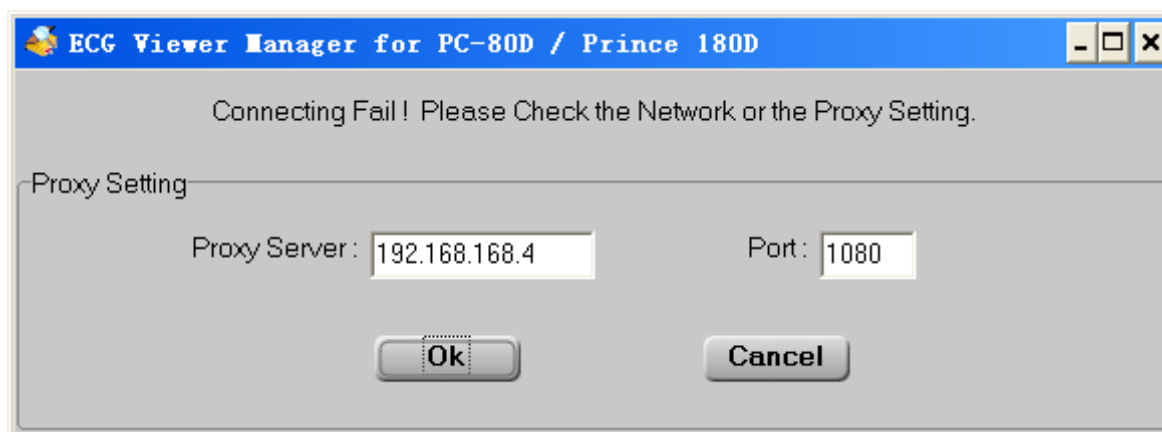 ECG Viewer Manager for PC-80D / Prince 180D
Connecting Fail ! Please Check the Network or the Proxy Setting.
Proxy Setting
Proxy Server : 192.168.168.4 Port : 1080
Ok Cancel